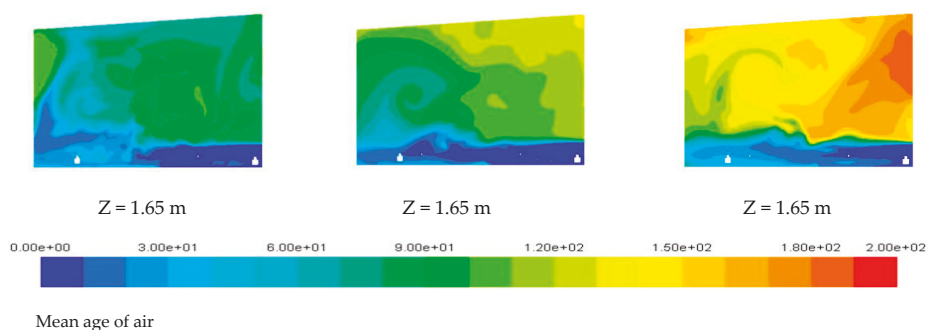 Z = 1.65 m Z = 1.65 m Z = 1.65 m
0.00e+00 3.00e+01 6.00e+01 9.00e+01 1.20e+02 1.50e+02 1.80e+02 2.00e+02
Mean age of air